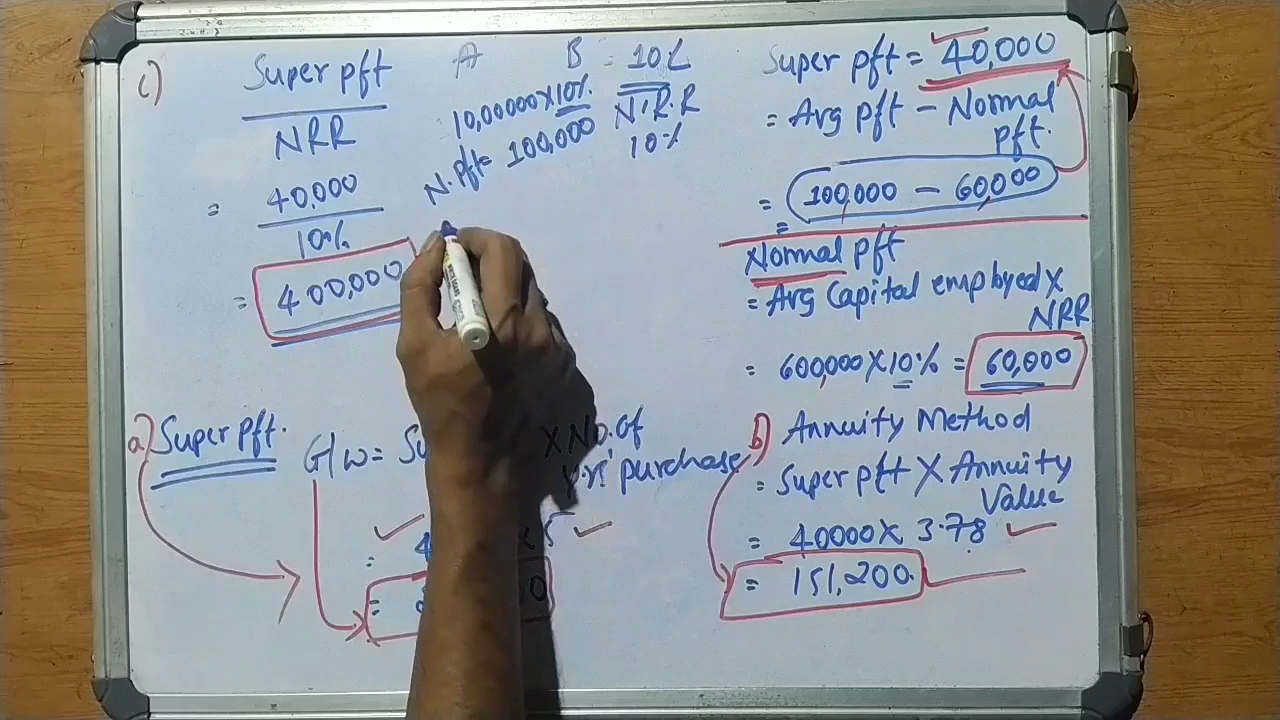 c)
Super pft
NRR
= 40,000
10%
= 400,000
A B = 10L
10,00000 X 10% N.R.R
N.pft = 100,000 10%
Super pft = 40,000
= Avg pft - Normal
pft.
= 100,000 - 60,000
=
Normal pft
= Avg Capital employed X
NRR
= 600,000 X 10% = 60,000
a) Super pft.
G/w = Su X No. of
yrs' purchase
= 4 X 5
= 0
b) Annuity Method
= Super pft X Annuity
Value
= 40000 X 3.78
= 151,200.